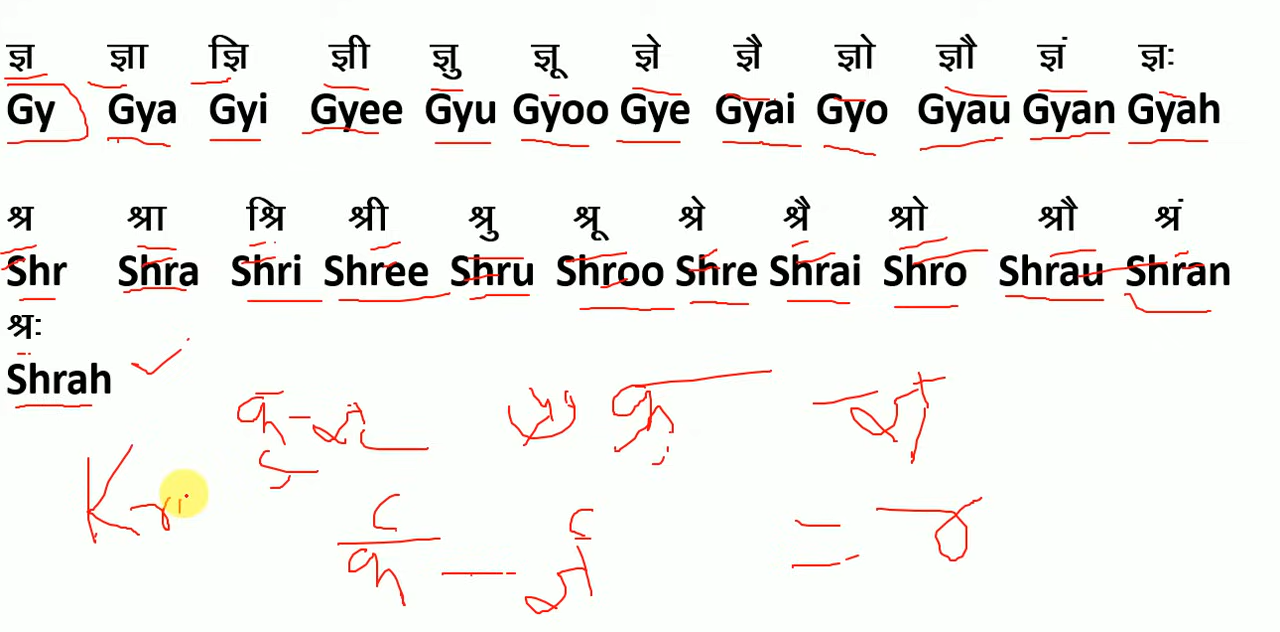 ज्ञ ज्ञा ज्ञि ज्ञी ज्ञु ज्ञू ज्ञे ज्ञै ज्ञो ज्ञौ ज्ञं ज्ञः
Gy Gya Gyi Gyee Gyu Gyoo Gye Gyai Gyo Gyau Gyan Gyah
श्र श्रा श्रि श्री श्रु श्रू श्रे श्रै श्रो श्रौ श्रं
Shr Shra Shri Shree Shru Shroo Shre Shrai Shro Shrau Shran
श्रः
Shrah